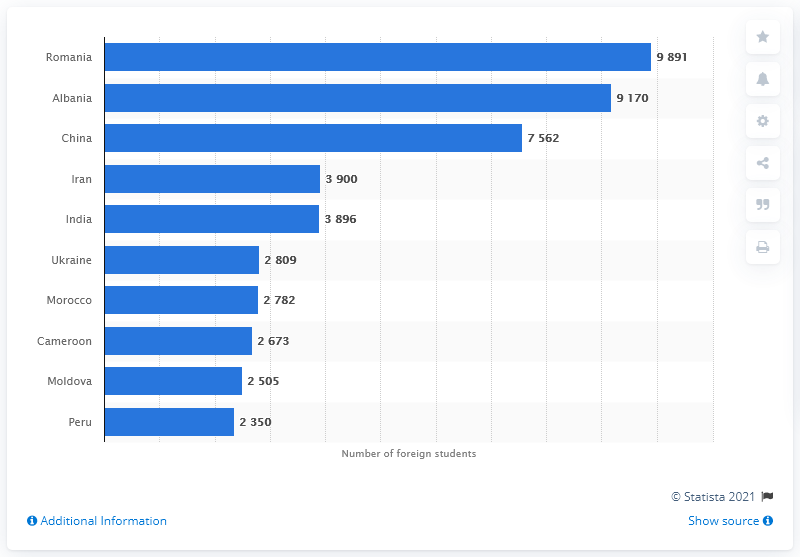 Romania 9 891
Albania 9 170
China 7 562
Iran 3 900
India 3 896
Ukraine 2 809
Morocco 2 782
Cameroon 2 673
Moldova 2 505
Peru 2 350
Number of foreign students
© Statista 2021
Additional Information Show source